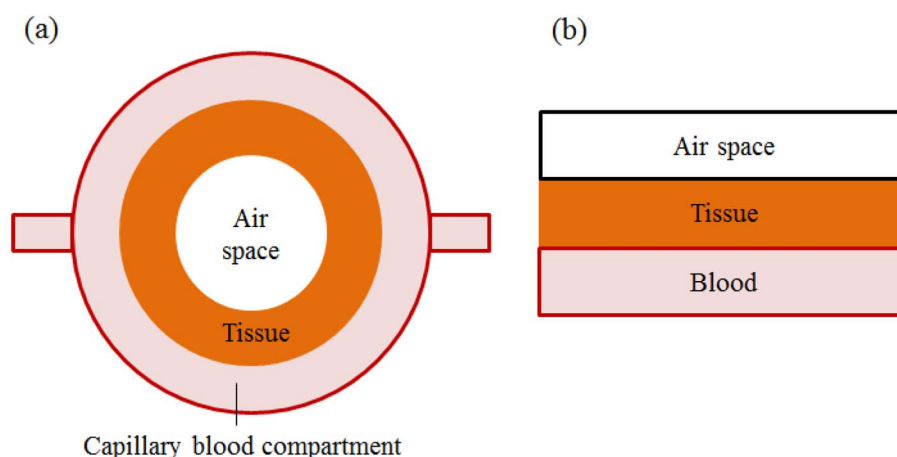 (a)
Air
space
Tissue
Capillary blood compartment
(b)
Air space
Tissue
Blood